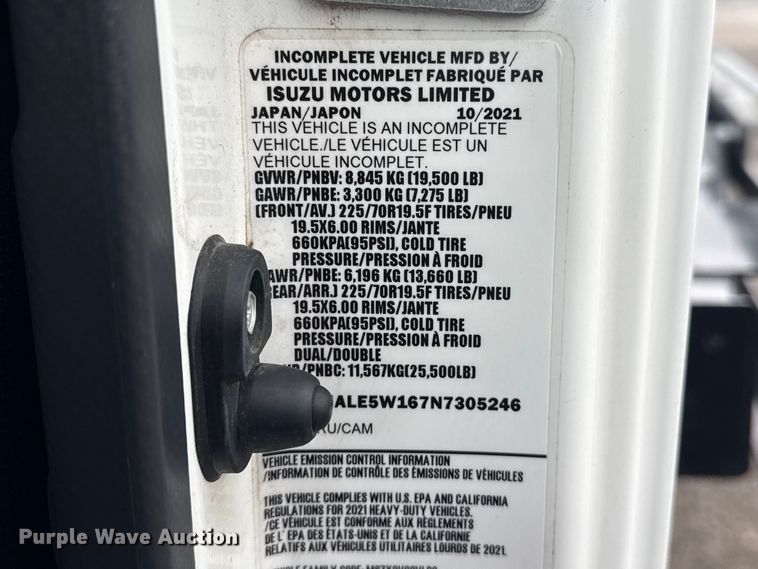 INCOMPLETE VEHICLE MFD BY/
VÉHICULE INCOMPLET FABRIQUÉ PAR
ISUZU MOTORS LIMITED
JAPAN/JAPON 10/2021
THIS VEHICLE IS AN INCOMPLETE
VEHICLE./LE VÉHICULE EST UN
VÉHICULE INCOMPLET.
GVWR/PNBV: 8,845 KG (19,500 LB)
GAWR/PNBE: 3,300 KG (7,275 LB)
(FRONT/AV.) 225/70R19.5F TIRES/PNEU
19.5X6.00 RIMS/JANTE
660KPA(95PSI), COLD TIRE
PRESSURE/PRESSION À FROID
AWR/PNBE: 6,196 KG (13,660 LB)
EAR/ARR.) 225/70R19.5F TIRES/PNEU
19.5X6.00 RIMS/JANTE
660KPA(95PSI), COLD TIRE
PRESSURE/PRESSION À FROID
DUAL/DOUBLE
/PNBC: 11,567KG(25,500LB)
ALE5W167N7305246
RU/CAM
VEHICLE EMISSION CONTROL INFORMATION
/INFORMATION DE CONTRÔLE DES ÉMISSIONS DE VÉHICULES
THIS VEHICLE COMPLIES WITH U.S. EPA AND CALIFORNIA
REGULATIONS FOR 2021 HEAVY-DUTY VEHICLES.
/CE VÉHICULE EST CONFORME AUX RÈGLEMENTS
DE L' EPA DES ÉTATS-UNIS ET DE LA CALIFORNIE
RELATIFS AUX VÉHICULES UTILITAIRES LOURDS DE 2021.
Purple Wave Auction